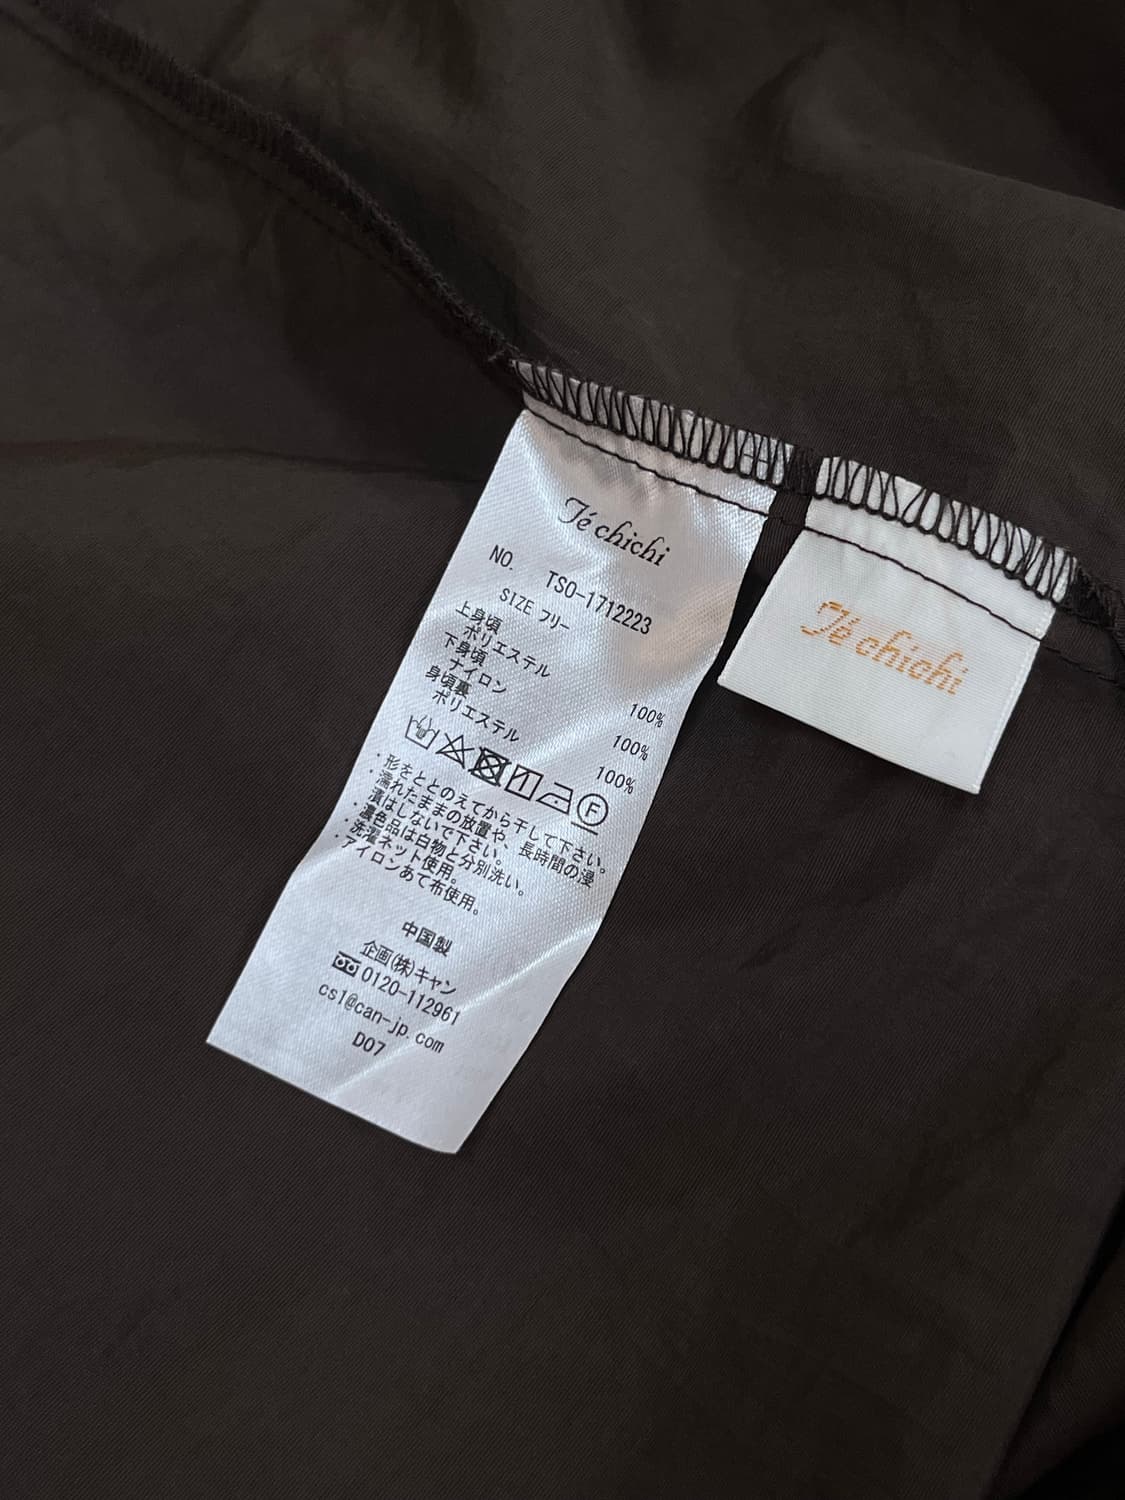 Té chichi
NO. TSO-1712223
SIZE フリー
上身頃
ポリエステル 100%
下身頃
ナイロン 100%
身頃裏
ポリエステル 100%
F
・形をととのえてから干して下さい。
・濡れたままの放置や、長時間の浸
漬はしないで下さい。
・濃色品は白物と分別洗い。
・洗濯ネット使用。
・アイロンあて布使用。
中国製
企画(株)キャン
0120-112961
cs1@can-jp.com
D07
Té chichi